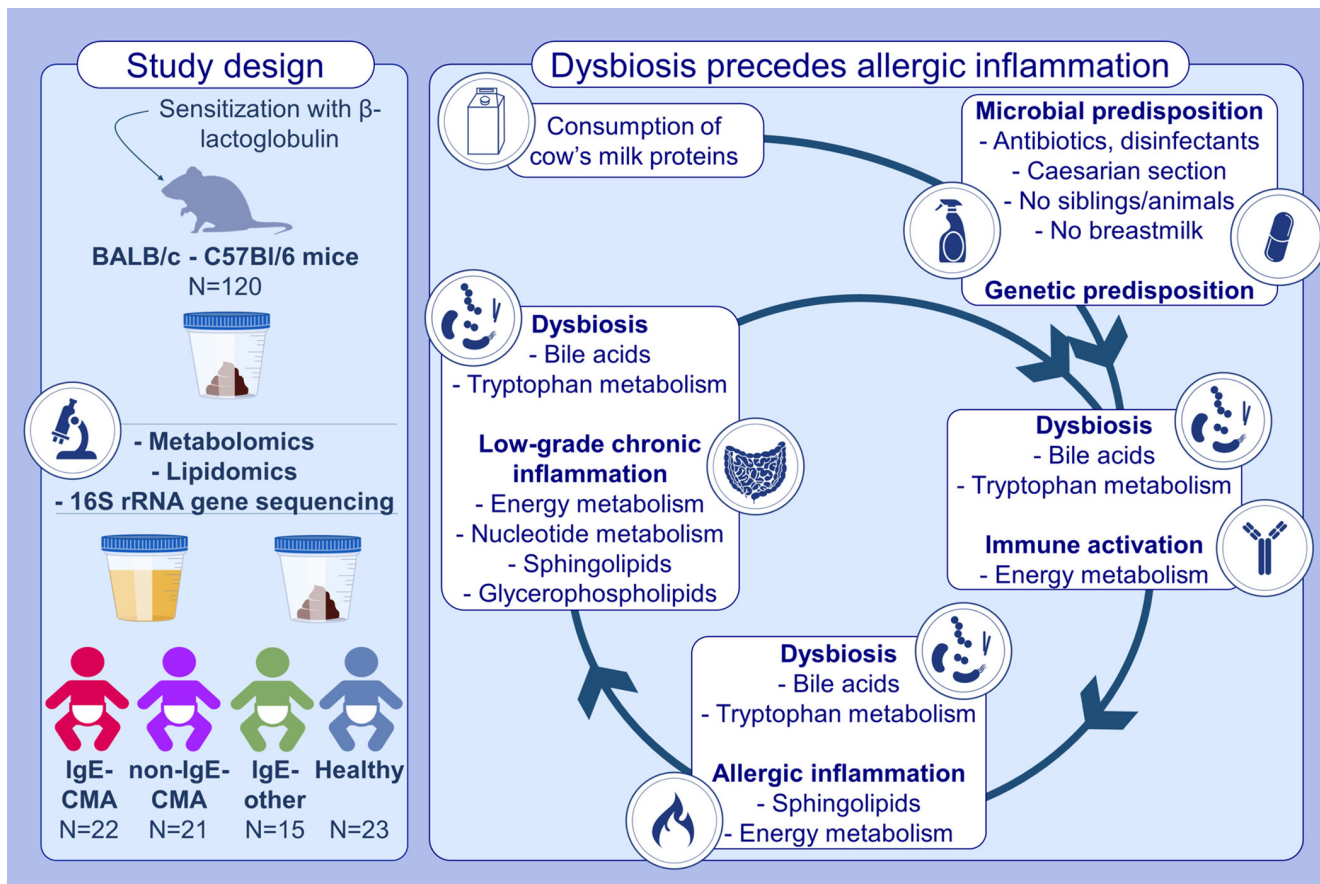 Study design
Sensitization with β-
lactoglobulin
BALB/c - C57Bl/6 mice
N=120
- Metabolomics
- Lipidomics
- 16S rRNA gene sequencing
IgE-
CMA
N=22
non-IgE-
CMA
N=21
IgE-
other
N=15
Healthy
N=23
Dysbiosis precedes allergic inflammation
Consumption of
cow's milk proteins
Microbial predisposition
- Antibiotics, disinfectants
- Caesarian section
- No siblings/animals
- No breastmilk
Genetic predisposition
Dysbiosis
- Bile acids
- Tryptophan metabolism
Immune activation
- Energy metabolism
Dysbiosis
- Bile acids
- Tryptophan metabolism
Allergic inflammation
- Sphingolipids
- Energy metabolism
Dysbiosis
- Bile acids
- Tryptophan metabolism
Low-grade chronic
inflammation
- Energy metabolism
- Nucleotide metabolism
- Sphingolipids
- Glycerophospholipids